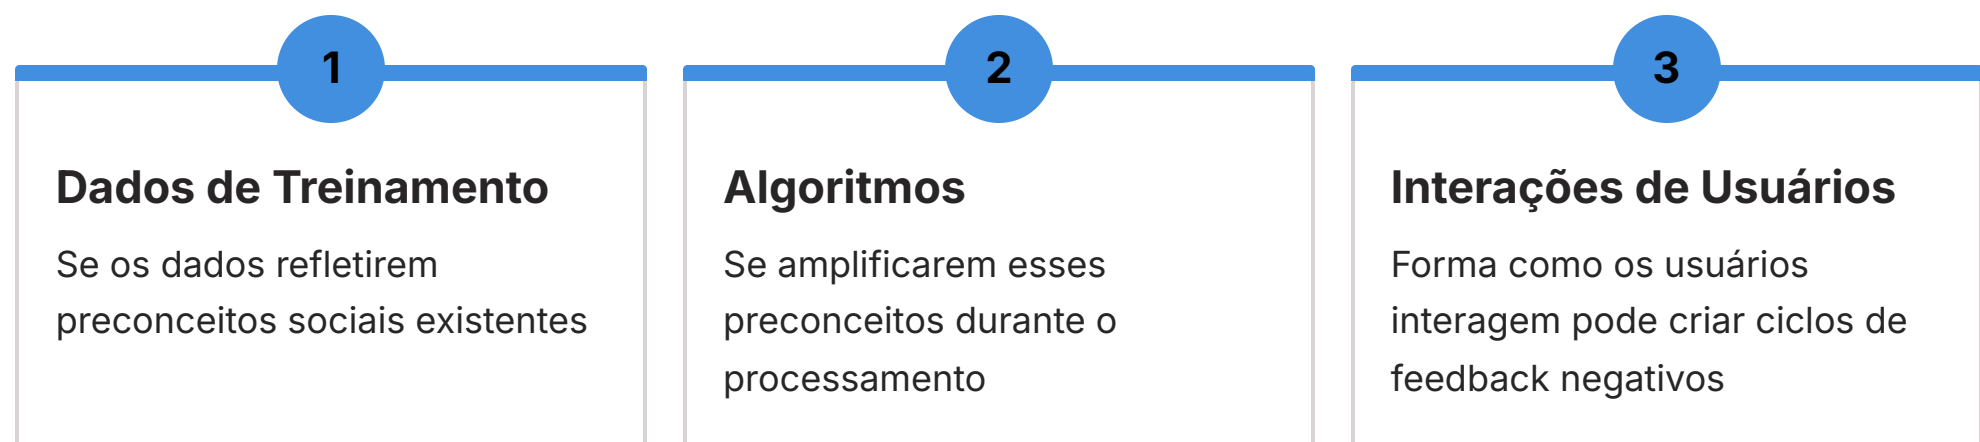 1
Dados de Treinamento
Se os dados refletirem
preconceitos sociais existentes
2
Algoritmos
Se amplificarem esses
preconceitos durante o
processamento
3
Interações de Usuários
Forma como os usuários
interagem pode criar ciclos de
feedback negativos